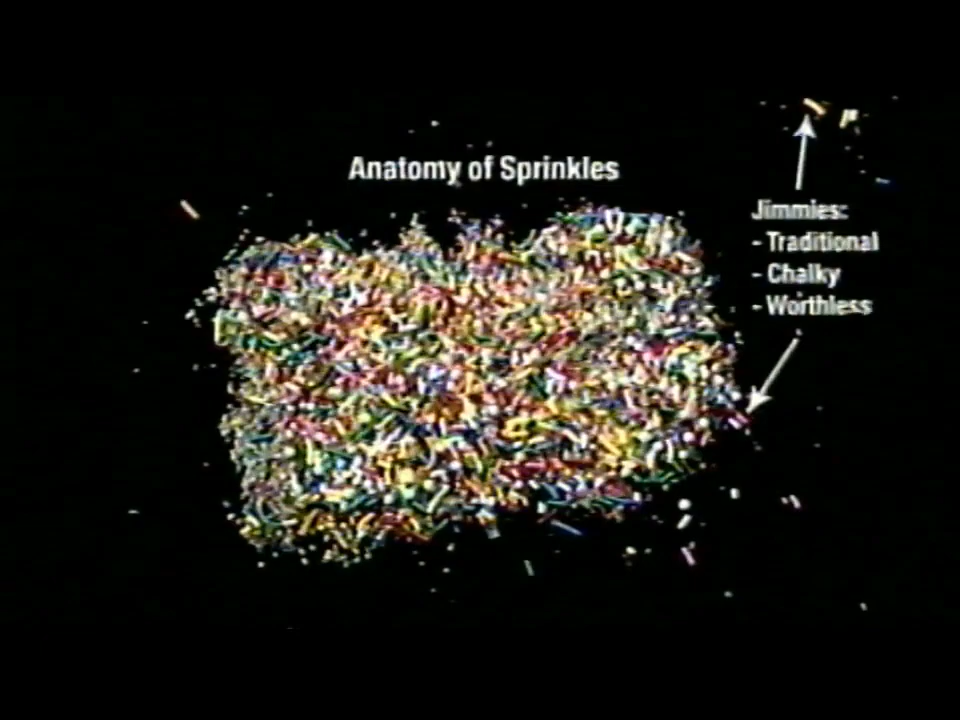 Anatomy of Sprinkles
Jimmies:
- Traditional
- Chalky
- Worthless